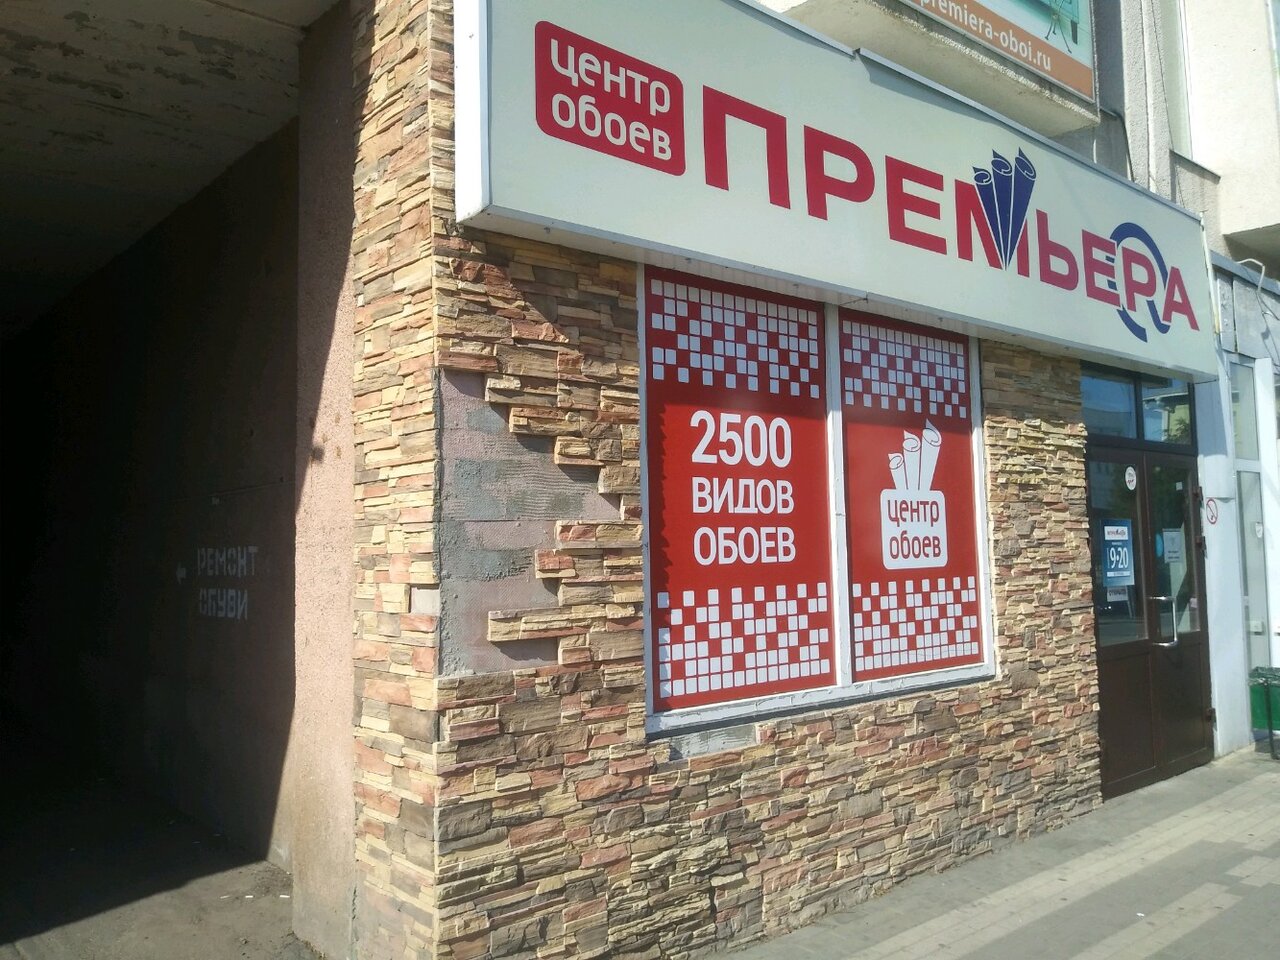 premiera-oboi.ru
центр
обоев
ПРЕМЬЕРА
2500
ВИДОВ
ОБОЕВ
центр
обоев
РЕМОНТ
ОБУВИ
9-20